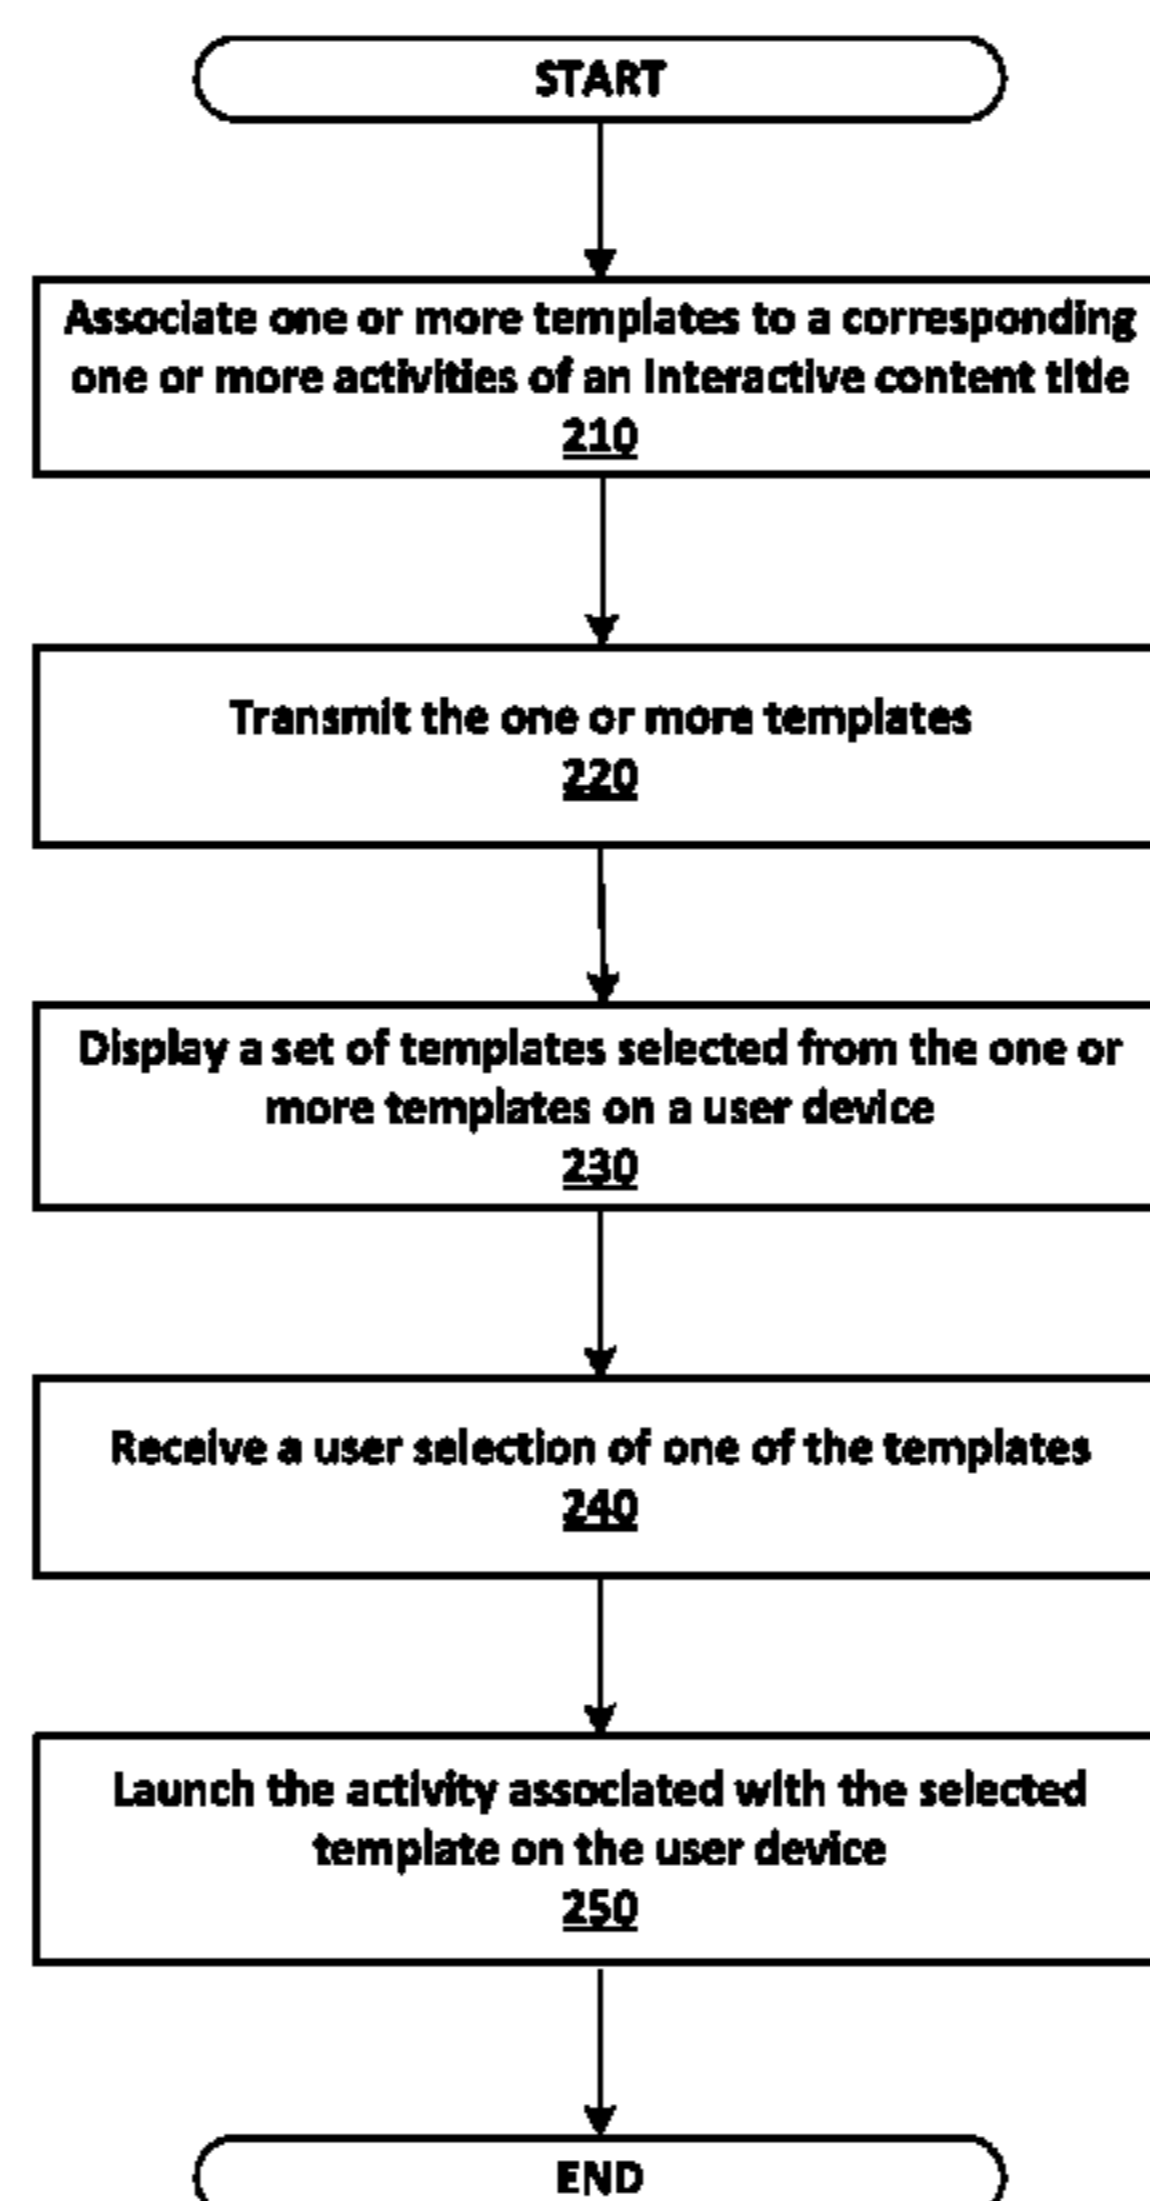 START
Associate one or more templates to a corresponding
one or more activities of an interactive content title
210
Transmit the one or more templates
220
Display a set of templates selected from the one or
more templates on a user device
230
Receive a user selection of one of the templates
240
Launch the activity associated with the selected
template on the user device
250
END